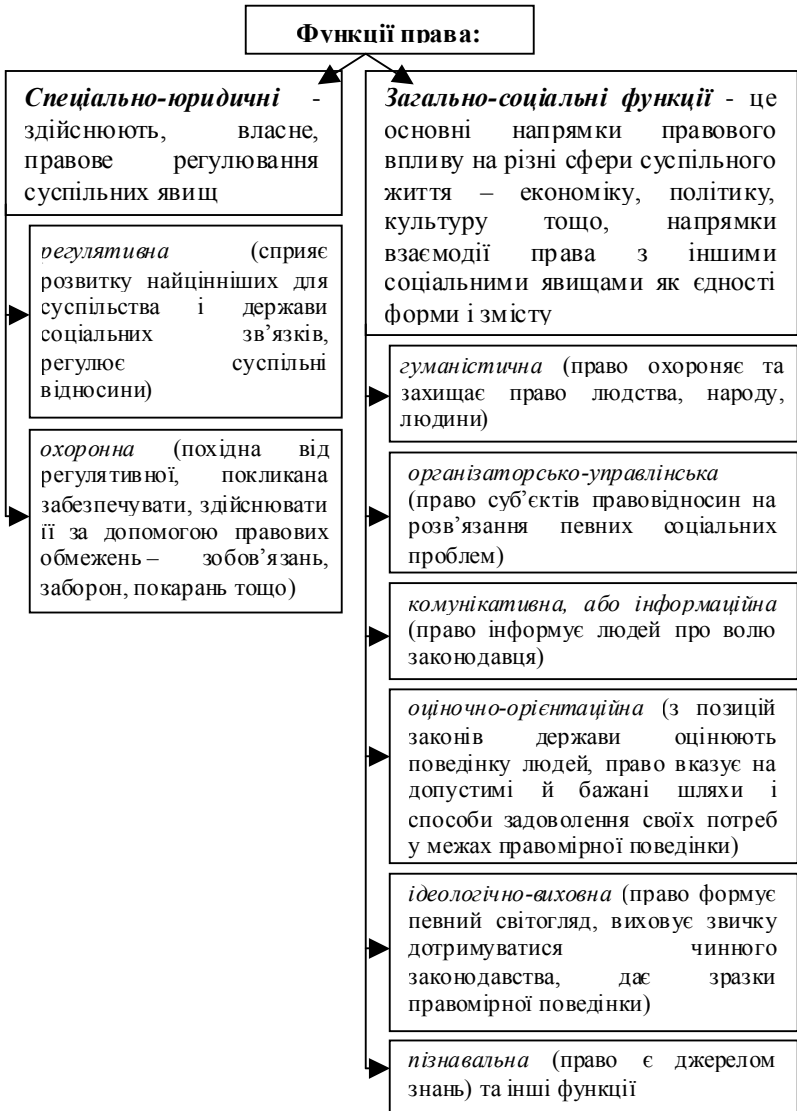 Функції права:
Спеціально-юридичні -
здійснюють, власне,
правове регулювання
суспільних явищ
регулятивна (сприяє
розвитку найцінніших для
суспільства і держави
соціальних зв’язків,
регулює суспільні
відносини)
охоронна (похідна від
регулятивної, покликана
забезпечувати, здійснювати
її за допомогою правових
обмежень – зобов’язань,
заборон, покарань тощо)
Загально-соціальні функції - це
основні напрямки правового
впливу на різні сфери суспільного
життя – економіку, політику,
культуру тощо, напрямки
взаємодії права з іншими
соціальними явищами як єдності
форми і змісту
гуманістична (право охороняє та
захищає право людства, народу,
людини)
організаторсько-управлінська
(право суб’єктів правовідносин на
розв’язання певних соціальних
проблем)
комунікативна, або інформаційна
(право інформує людей про волю
законодавця)
оціночно-орієнтаційна (з позицій
законів держави оцінюють
поведінку людей, право вказує на
допустимі й бажані шляхи і
способи задоволення своїх потреб
у межах правомірної поведінки)
ідеологічно-виховна (право формує
певний світогляд, виховує звичку
дотримуватися чинного
законодавства, дає зразки
правомірної поведінки)
пізнавальна (право є джерелом
знань) та інші функції